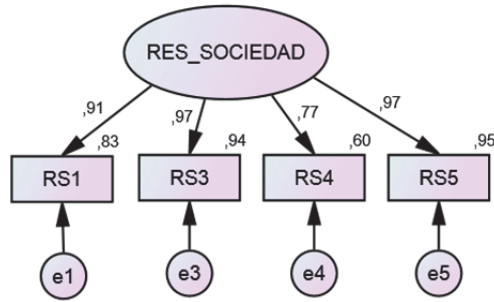 RES_SOCIEDAD
,91
,97
,77
,97
,83
,94
,60
,95
RS1
RS3
RS4
RS5
e1
e3
e4
e5